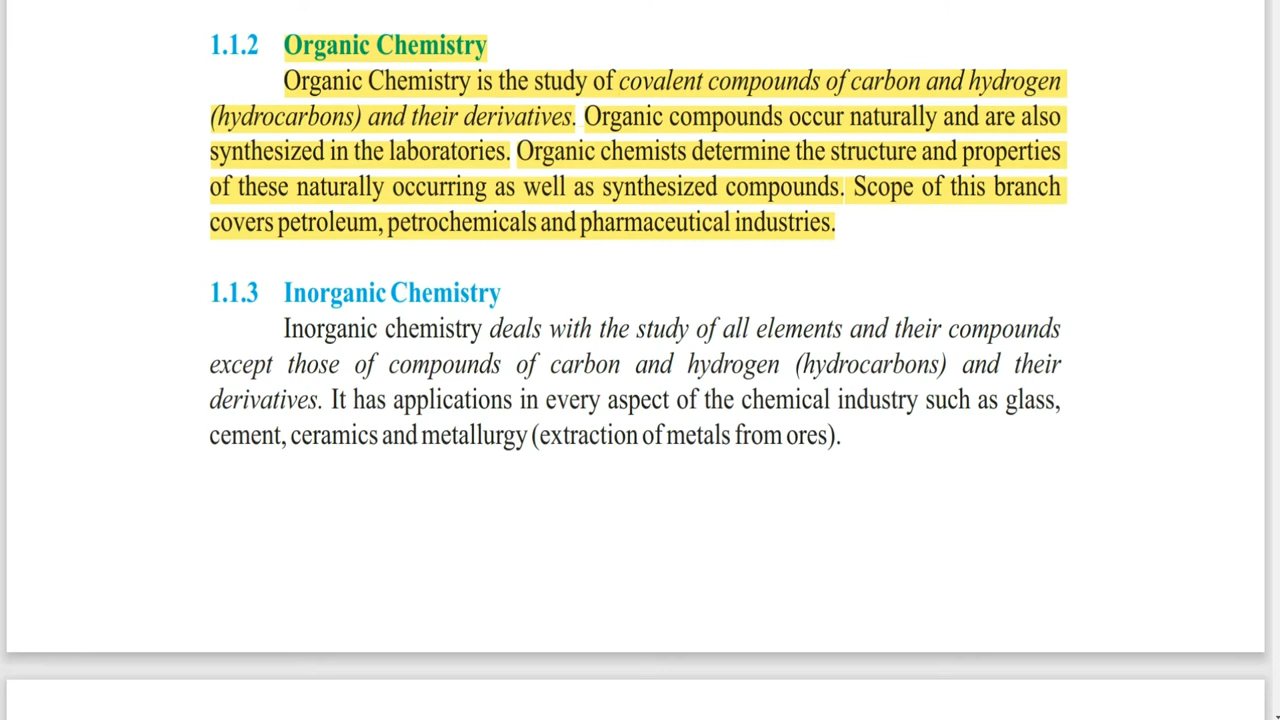 1.1.2 Organic Chemistry
Organic Chemistry is the study of covalent compounds of carbon and hydrogen
(hydrocarbons) and their derivatives. Organic compounds occur naturally and are also
synthesized in the laboratories. Organic chemists determine the structure and properties
of these naturally occurring as well as synthesized compounds. Scope of this branch
covers petroleum, petrochemicals and pharmaceutical industries.
1.1.3 Inorganic Chemistry
Inorganic chemistry deals with the study of all elements and their compounds
except those of compounds of carbon and hydrogen (hydrocarbons) and their
derivatives. It has applications in every aspect of the chemical industry such as glass,
cement, ceramics and metallurgy (extraction of metals from ores).